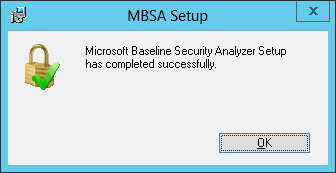 MBSA Setup
Microsoft Baseline Security Analyzer Setup
has completed successfully.
OK